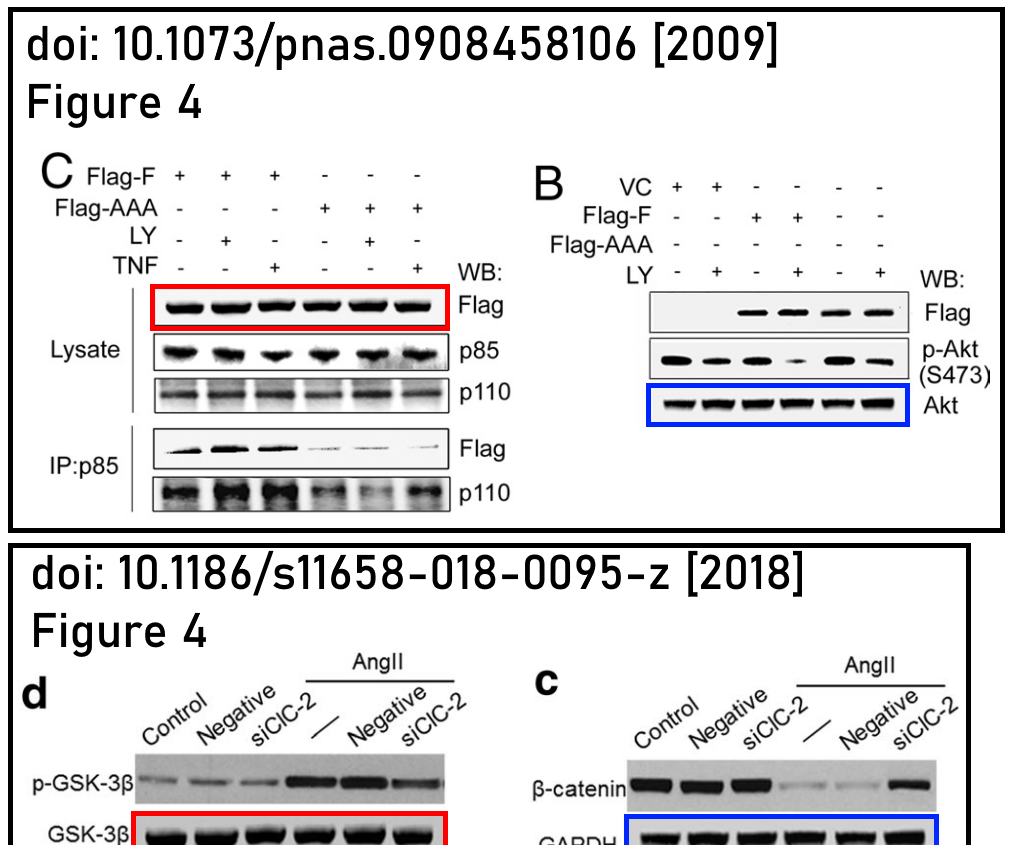 doi: 10.1073/pnas.0908458106 [2009]
Figure 4
C
Flag-F + + + - - -
Flag-AAA - - - + + +
LY - + - - + -
TNF - - + - - +
WB:
Lysate
Flag
p85
p110
IP:p85
Flag
p110
B
VC + + - - - -
Flag-F - - + + - -
Flag-AAA - - - - - -
LY - + - + - +
WB:
Flag
p-Akt
(S473)
Akt
doi: 10.1186/s11658-018-0095-z [2018]
Figure 4
d
AngII
Control Negative siClC-2 — Negative siClC-2
p-GSK-3β
GSK-3β
c
AngII
Control Negative siClC-2 — Negative siClC-2
β-catenin
GAPDH